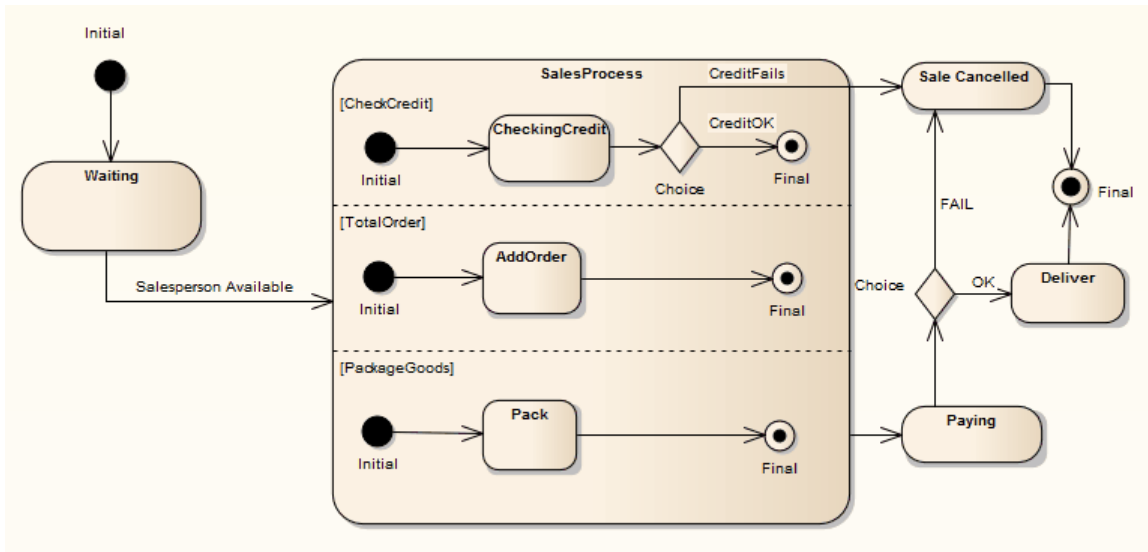 Initial
SalesProcess
CreditFails
Sale Cancelled
[CheckCredit]
CheckingCredit
CreditOK
Waiting
Initial
Choice
Final
Final
FAIL
[TotalOrder]
AddOrder
Salesperson Available
Initial
Final
Choice
OK
Deliver
[PackageGoods]
Pack
Paying
Initial
Final